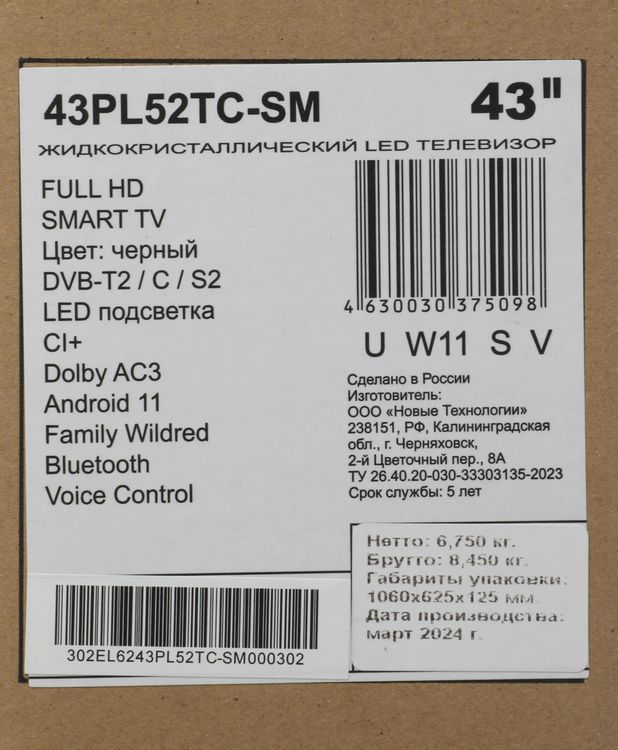 43PL52TC-SM
43"
ЖИДКОКРИСТАЛЛИЧЕСКИЙ LED ТЕЛЕВИЗОР
FULL HD
SMART TV
Цвет: черный
DVB-T2 / C / S2
LED подсветка
CI+
Dolby AC3
Android 11
Family Wildred
Bluetooth
Voice Control
4 630030 375098
U W11 S V
Сделано в России
Изготовитель:
ООО «Новые Технологии»
238151, РФ, Калининградская
обл., г. Черняховск,
2-й Цветочный пер., 8А
ТУ 26.40.20-030-33303135-2023
Срок службы: 5 лет
Нетто: 6,750 кг.
Брутто: 8,450 кг.
Габариты упаковки:
1060x625x125 мм.
Дата производства:
март 2024 г.
302EL6243PL52TC-SM000302